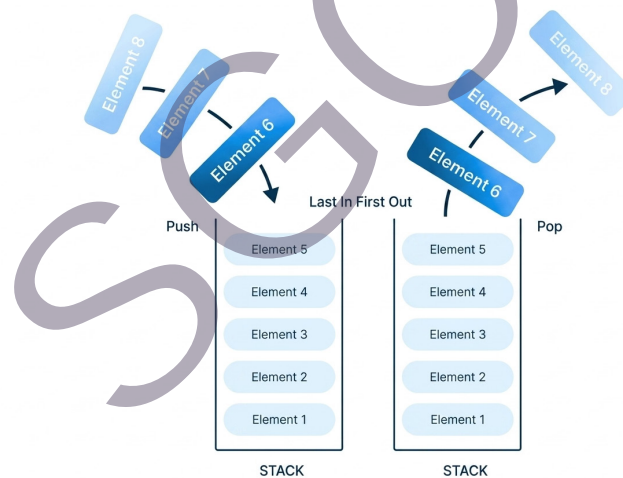 Element 8
Element 7
Element 6
Push
Element 5
Element 4
Element 3
Element 2
Element 1
STACK
Last In First Out
Element 8
Element 7
Element 6
Pop
Element 5
Element 4
Element 3
Element 2
Element 1
STACK
SGO